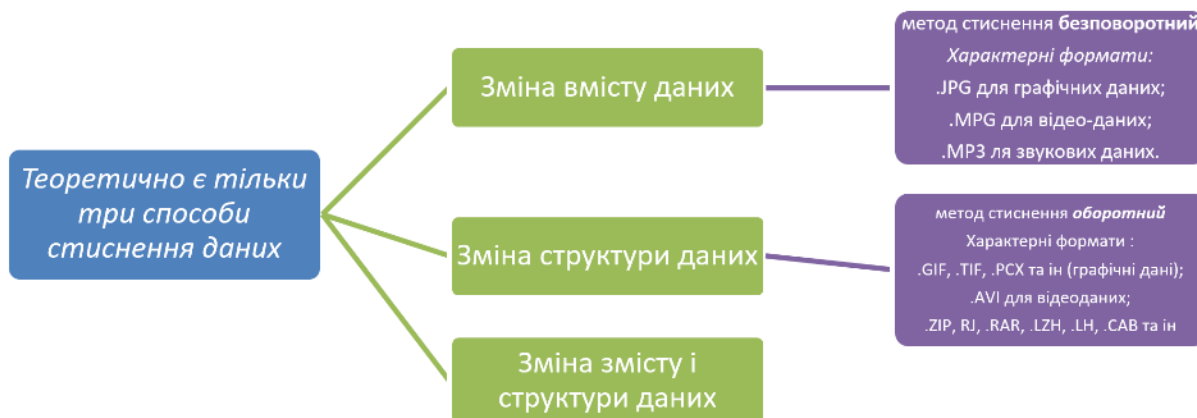 Теоретично є тільки
три способи
стиснення даних
Зміна вмісту даних
метод стиснення безповоротний
Характерні формати:
.JPG для графічних даних;
.MPG для відео-даних;
.MP3 ля звукових даних.
Зміна структури даних
метод стиснення оборотний
Характерні формати :
.GIF, .TIF, .PCX та ін (графічні дані);
.AVI для відеоданих;
.ZIP, RJ, .RAR, .LZH, .LH, .CAB та ін
Зміна змісту і
структури даних